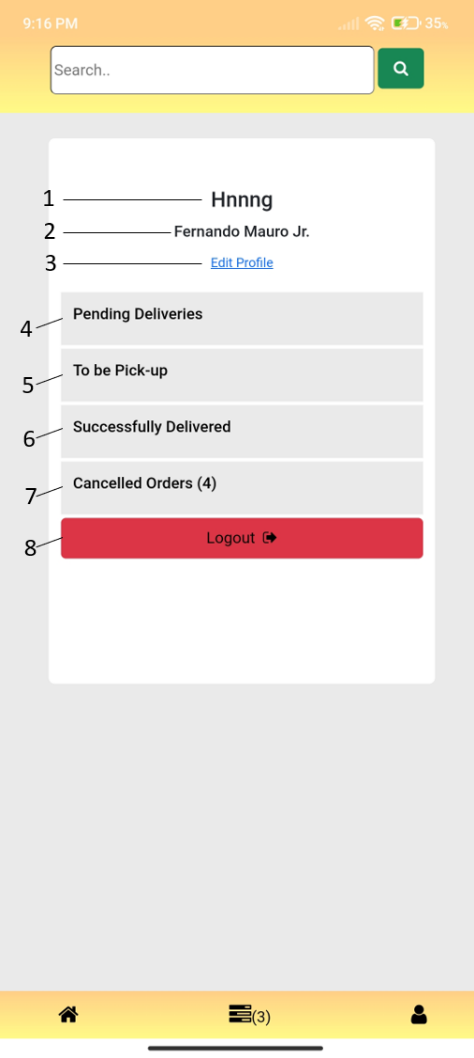 9:16 PM 35%
Search..
1 Hnnng
2 Fernando Mauro Jr.
3 Edit Profile
4 Pending Deliveries
5 To be Pick-up
6 Successfully Delivered
7 Cancelled Orders (4)
8 Logout
(3)